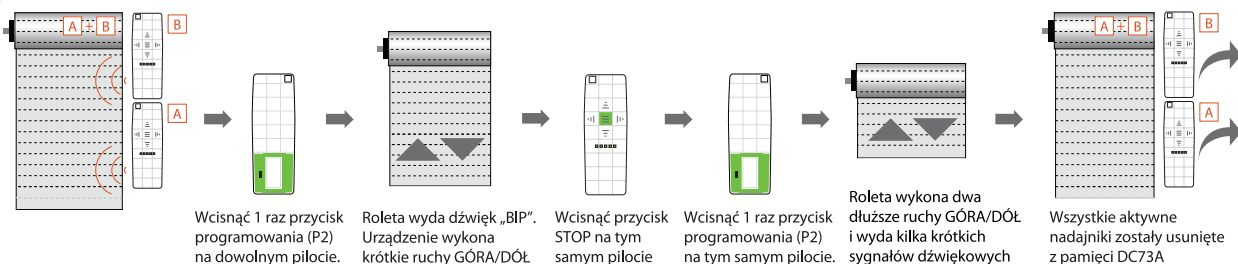 A + B
B
A
Wcisnąć 1 raz przycisk
programowania (P2)
na dowolnym pilocie.
Roleta wyda dźwięk „BIP”.
Urządzenie wykona
krótkie ruchy GÓRA/DÓŁ
Wcisnąć przycisk
STOP na tym
samym pilocie
Wcisnąć 1 raz przycisk
programowania (P2)
na tym samym pilocie.
Roleta wykona dwa
dłuższe ruchy GÓRA/DÓŁ
i wyda kilka krótkich
sygnałów dźwiękowych
A + B
B
A
Wszystkie aktywne
nadajniki zostały usunięte
z pamięci DC73A